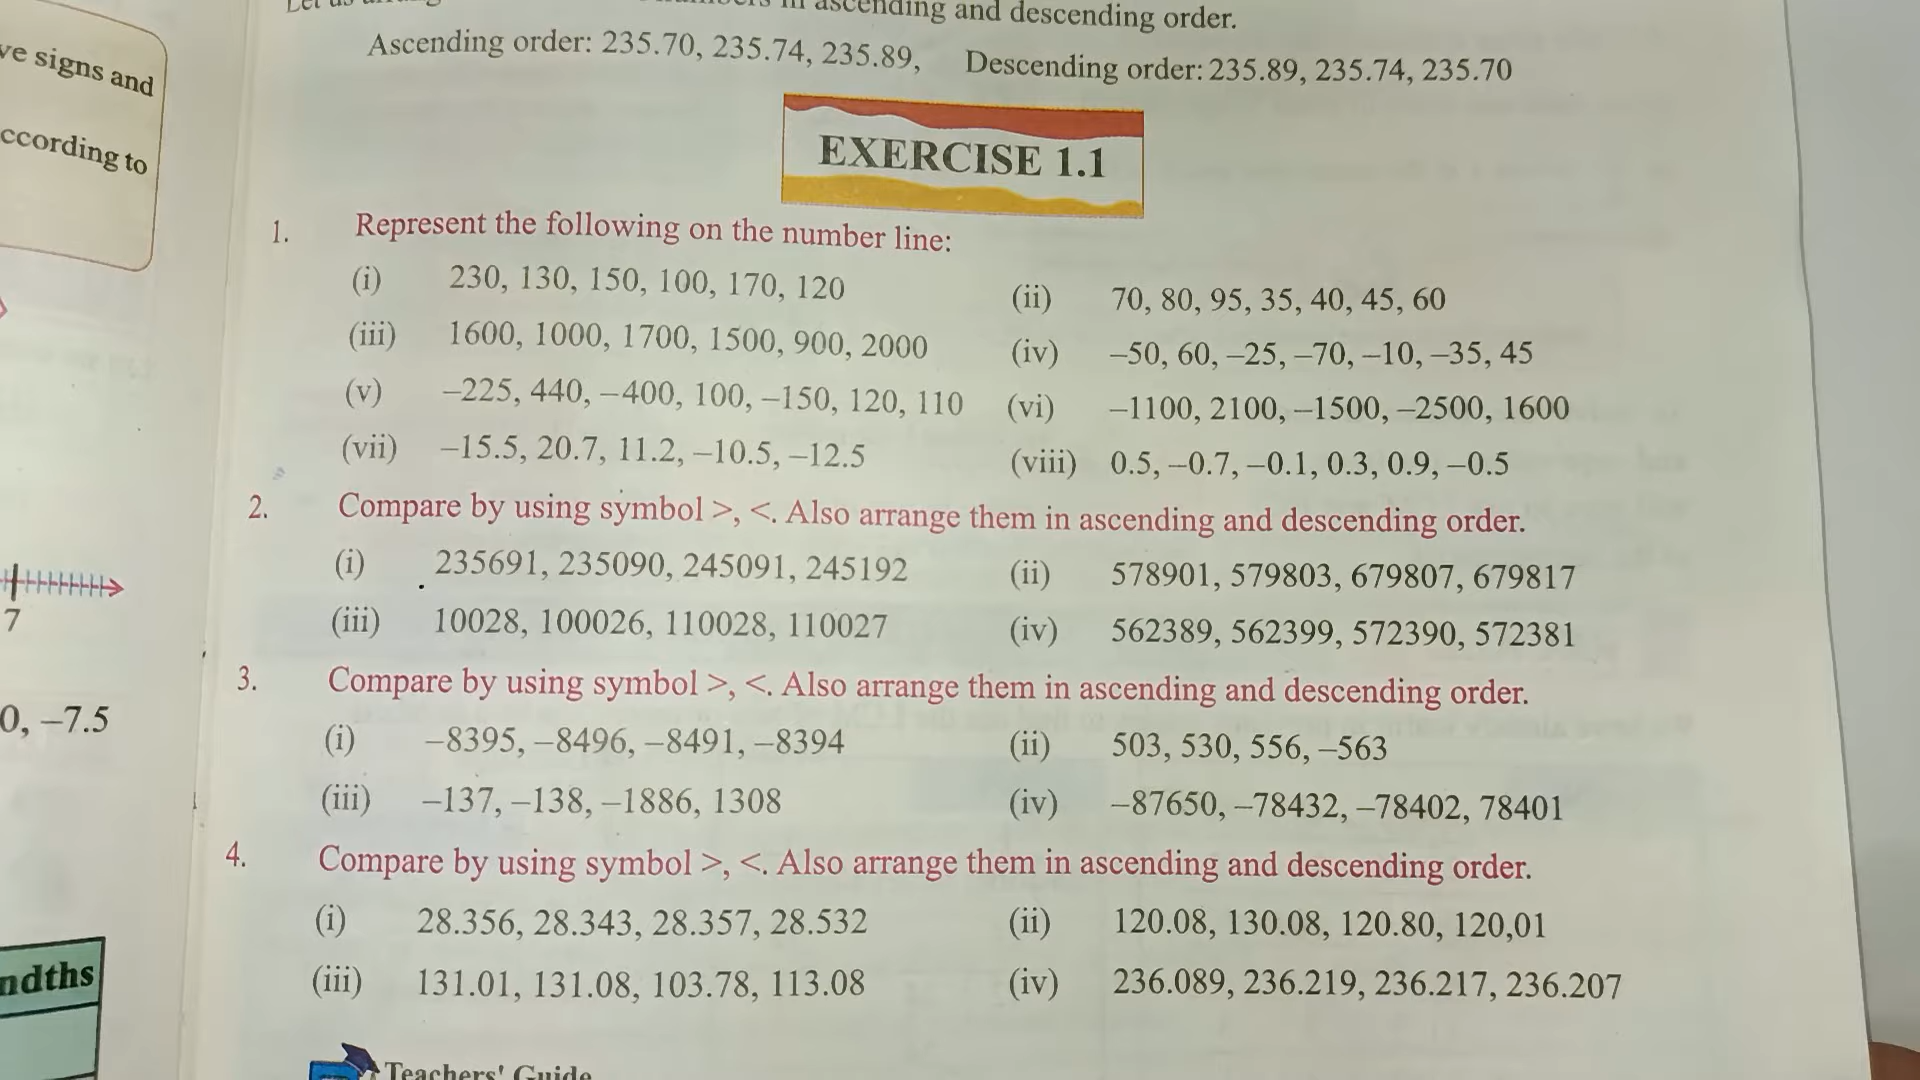 ascending and descending order.
Ascending order: 235.70, 235.74, 235.89, Descending order: 235.89, 235.74, 235.70
ve signs and
ccording to
EXERCISE 1.1
1. Represent the following on the number line:
(i) 230, 130, 150, 100, 170, 120 (ii) 70, 80, 95, 35, 40, 45, 60
(iii) 1600, 1000, 1700, 1500, 900, 2000 (iv) –50, 60, –25, –70, –10, –35, 45
(v) –225, 440, –400, 100, –150, 120, 110 (vi) –1100, 2100, –1500, –2500, 1600
(vii) –15.5, 20.7, 11.2, –10.5, –12.5 (viii) 0.5, –0.7, –0.1, 0.3, 0.9, –0.5
2. Compare by using symbol >, <. Also arrange them in ascending and descending order.
(i) 235691, 235090, 245091, 245192 (ii) 578901, 579803, 679807, 679817
(iii) 10028, 100026, 110028, 110027 (iv) 562389, 562399, 572390, 572381
7
3. Compare by using symbol >, <. Also arrange them in ascending and descending order.
0, –7.5
(i) –8395, –8496, –8491, –8394 (ii) 503, 530, 556, –563
(iii) –137, –138, –1886, 1308 (iv) –87650, –78432, –78402, 78401
4. Compare by using symbol >, <. Also arrange them in ascending and descending order.
(i) 28.356, 28.343, 28.357, 28.532 (ii) 120.08, 130.08, 120.80, 120,01
ndths
(iii) 131.01, 131.08, 103.78, 113.08 (iv) 236.089, 236.219, 236.217, 236.207
Teachers' Guide